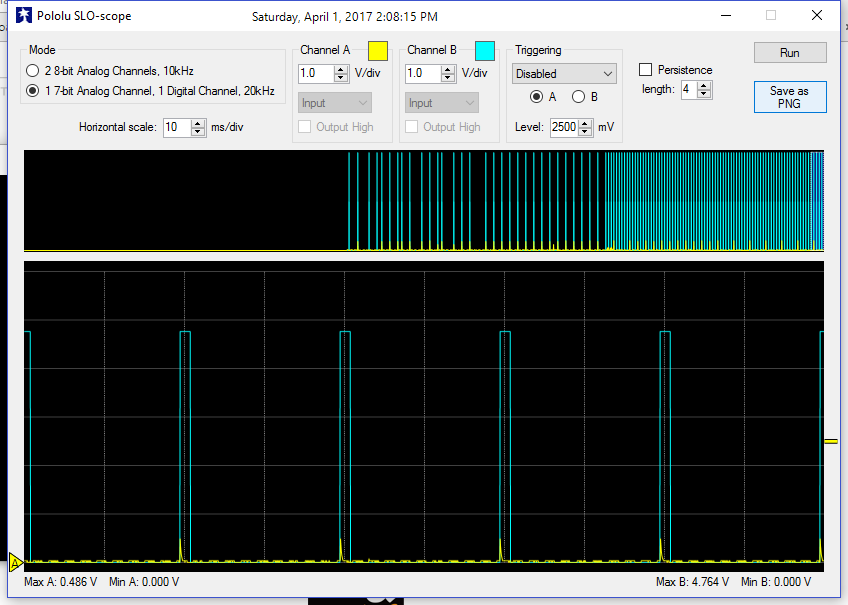 Pololu SLO-scope
Saturday, April 1, 2017 2:08:15 PM
Mode
2 8-bit Analog Channels, 10kHz
1 7-bit Analog Channel, 1 Digital Channel, 20kHz
Horizontal scale: 10 ms/div
Channel A
1.0 V/div
Input
Output High
Channel B
1.0 V/div
Input
Output High
Triggering
Disabled
A B
Level: 2500 mV
Persistence
length: 4
Run
Save as
PNG
A
Max A: 0.486 V Min A: 0.000 V
Max B: 4.764 V Min B: 0.000 V